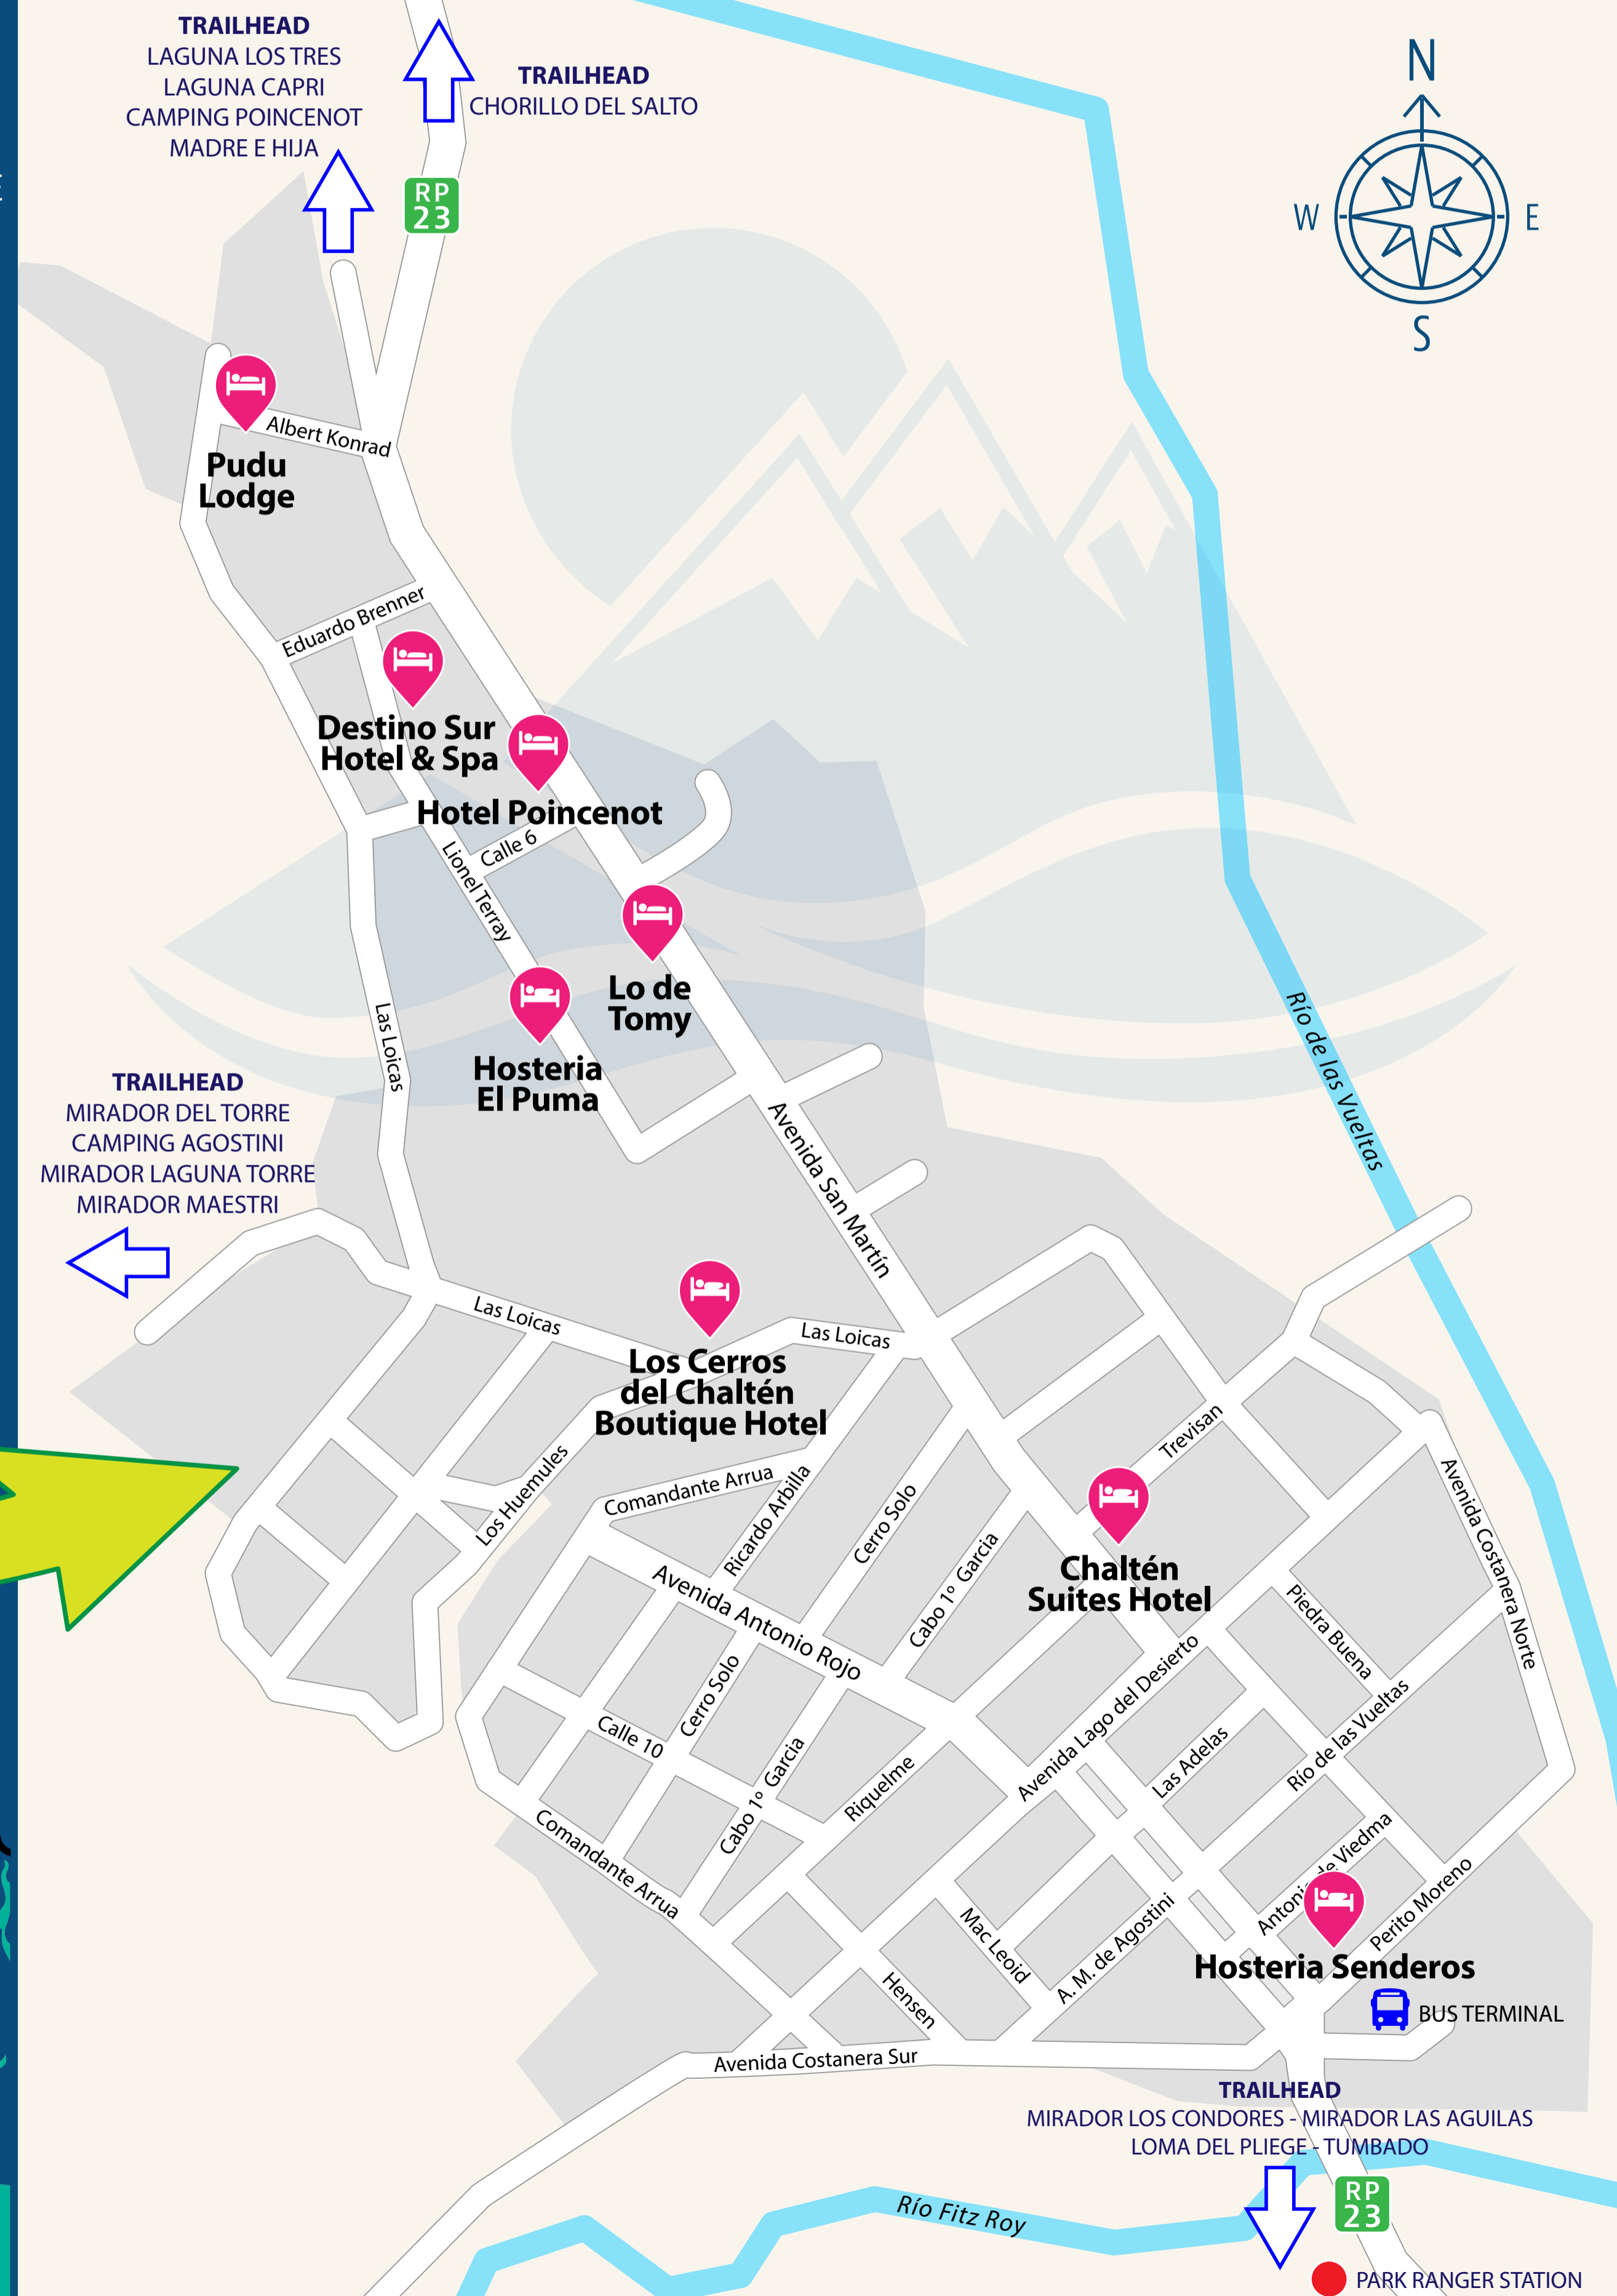 TRAILHEAD
LAGUNA LOS TRES
LAGUNA CAPRI
CAMPING POINCENOT
MADRE E HIJA
TRAILHEAD
CHORILLO DEL SALTO
N
W
E
S
RP
23
Albert Konrad
Pudu
Lodge
Eduardo Brenner
Destino Sur
Hotel & Spa
Hotel Poincenot
Calle 6
Lionel Terray
Lo de
Tomy
Hosteria
El Puma
Las Loicas
Río de las Vueltas
TRAILHEAD
MIRADOR DEL TORRE
CAMPING AGOSTINI
MIRADOR LAGUNA TORRE
MIRADOR MAESTRI
Avenida San Martín
Las Loicas
Las Loicas
Los Cerros
del Chaltén
Boutique Hotel
Trevisan
Los Huemules
Comandante Arrua
Ricardo Arbilla
Cerro Solo
Cabo 1º Garcia
Avenida Costanera Norte
Chaltén
Suites Hotel
Avenida Antonio Rojo
Piedra Buena
Cerro Solo
Calle 10
Avenida Lago del Desierto
Río de las Vueltas
Las Adelas
Cabo 1º Garcia
Riquelme
Comandante Arrua
Antonio de Viedma
Perito Moreno
Mac Leoid
A. M. de Agostini
Hensen
Hosteria Senderos
BUS TERMINAL
Avenida Costanera Sur
TRAILHEAD
MIRADOR LOS CONDORES - MIRADOR LAS AGUILAS
LOMA DEL PLIEGE - TUMBADO
Río Fitz Roy
RP
23
PARK RANGER STATION